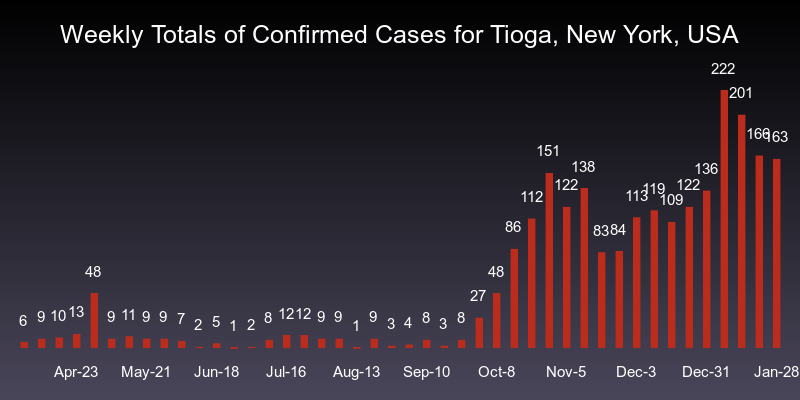 Weekly Totals of Confirmed Cases for Tioga, New York, USA
6 9 10 13 48 9 11 9 9 7 2 5 1 2 8 12 12 9 9 1 9 3 4 8 3 8 27 48 86 112 151 122 138 83 84 113 119 109 122 136 222 201 166 163
Apr-23 May-21 Jun-18 Jul-16 Aug-13 Sep-10 Oct-8 Nov-5 Dec-3 Dec-31 Jan-28